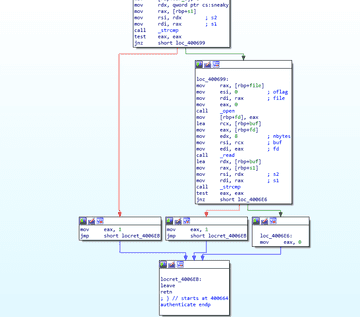 mov rdx, qword ptr cs:sneaky
mov rax, [rbp+s1]
mov rsi, rdx ; s2
mov rdi, rax ; s1
call _strcmp
test eax, eax
jnz short loc_400699
loc_400699:
mov rax, [rbp+file]
mov esi, 0 ; oflag
mov rdi, rax ; file
mov eax, 0
call _open
mov [rbp+fd], eax
lea rcx, [rbp+buf]
mov eax, [rbp+fd]
mov edx, 8 ; nbytes
mov rsi, rcx ; buf
mov edi, eax ; fd
call _read
lea rdx, [rbp+buf]
mov rax, [rbp+s1]
mov rsi, rdx ; s2
mov rdi, rax ; s1
call _strcmp
test eax, eax
jnz short loc_4006E6
mov eax, 1
jmp short locret_4006EB
mov eax, 1
jmp short locret_4006EB
loc_4006E6:
mov eax, 0
locret_4006EB:
leave
retn
; } // starts at 400664
authenticate endp